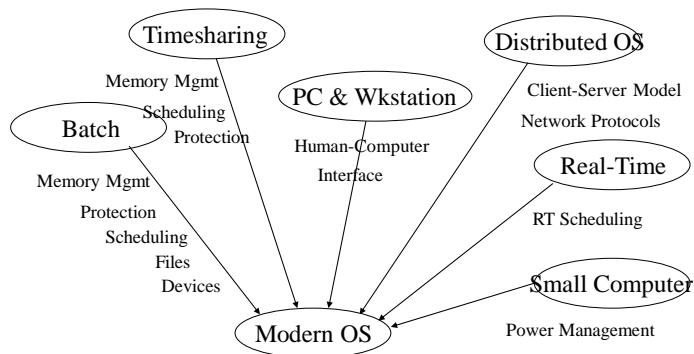 Timesharing
Memory Mgmt
Scheduling
Protection
Distributed OS
Client-Server Model
Network Protocols
PC & Wkstation
Human-Computer
Interface
Batch
Memory Mgmt
Protection
Scheduling
Files
Devices
Real-Time
RT Scheduling
Small Computer
Power Management
Modern OS